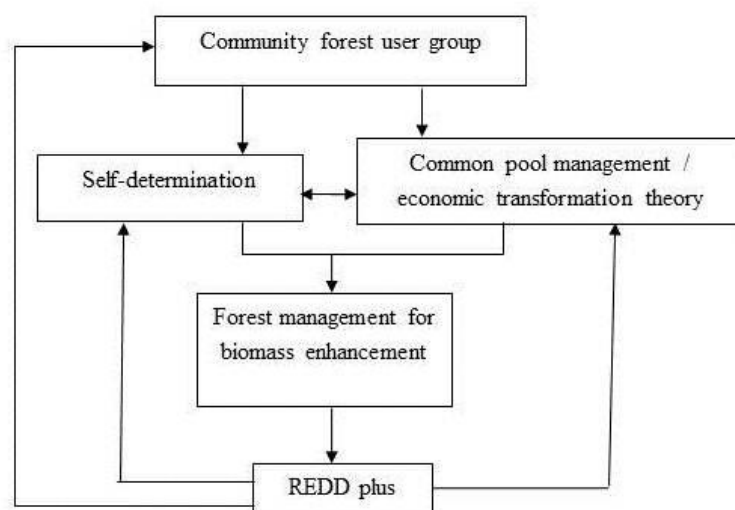 Community forest user group
Self-determination
Common pool management /
economic transformation theory
Forest management for
biomass enhancement
REDD plus